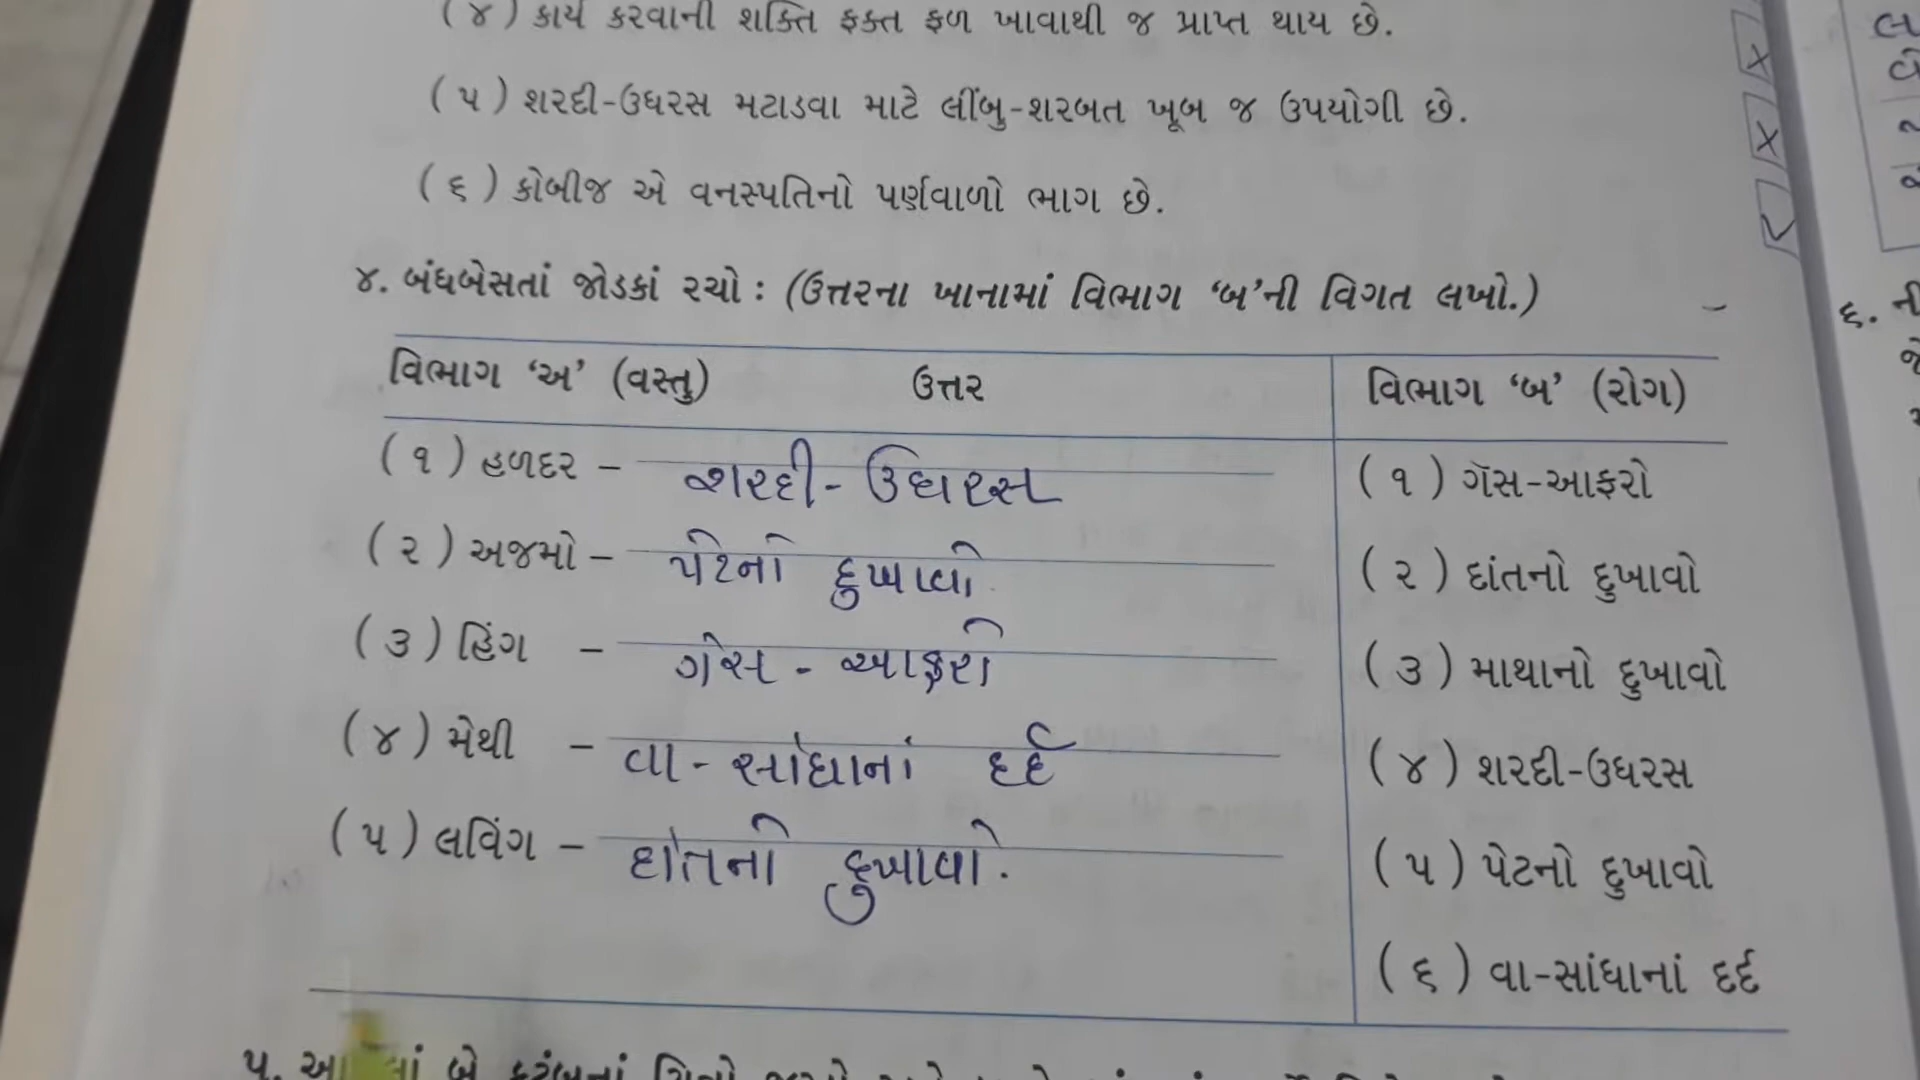 (૪) કાર્ય કરવાની શક્તિ ફક્ત ફળ ખાવાથી જ પ્રાપ્ત થાય છે.
(૫) શરદી-ઉધરસ મટાડવા માટે લીંબુ-શરબત ખૂબ જ ઉપયોગી છે.
(૬) કોબીજ એ વનસ્પતિનો પર્ણવાળો ભાગ છે.
૪. બંધબેસતાં જોડકાં રચો : (ઉત્તરના ખાનામાં વિભાગ ‘બ’ની વિગત લખો.)
વિભાગ ‘અ’ (વસ્તુ) ઉત્તર વિભાગ ‘બ’ (રોગ)
(૧) હળદર – શરદી - ઉધરસ (૧) ગૅસ-આફરો
(૨) અજમો – પેટનો દુખાવો (૨) દાંતનો દુખાવો
(૩) હિંગ – ગેસ - આફરો (૩) માથાનો દુખાવો
(૪) મેથી – વા - સાંધાનાં દર્દ (૪) શરદી-ઉધરસ
(૫) લવિંગ – દાંતનો દુખાવો. (૫) પેટનો દુખાવો
(૬) વા-સાંધાનાં દર્દ
૫.
૬.